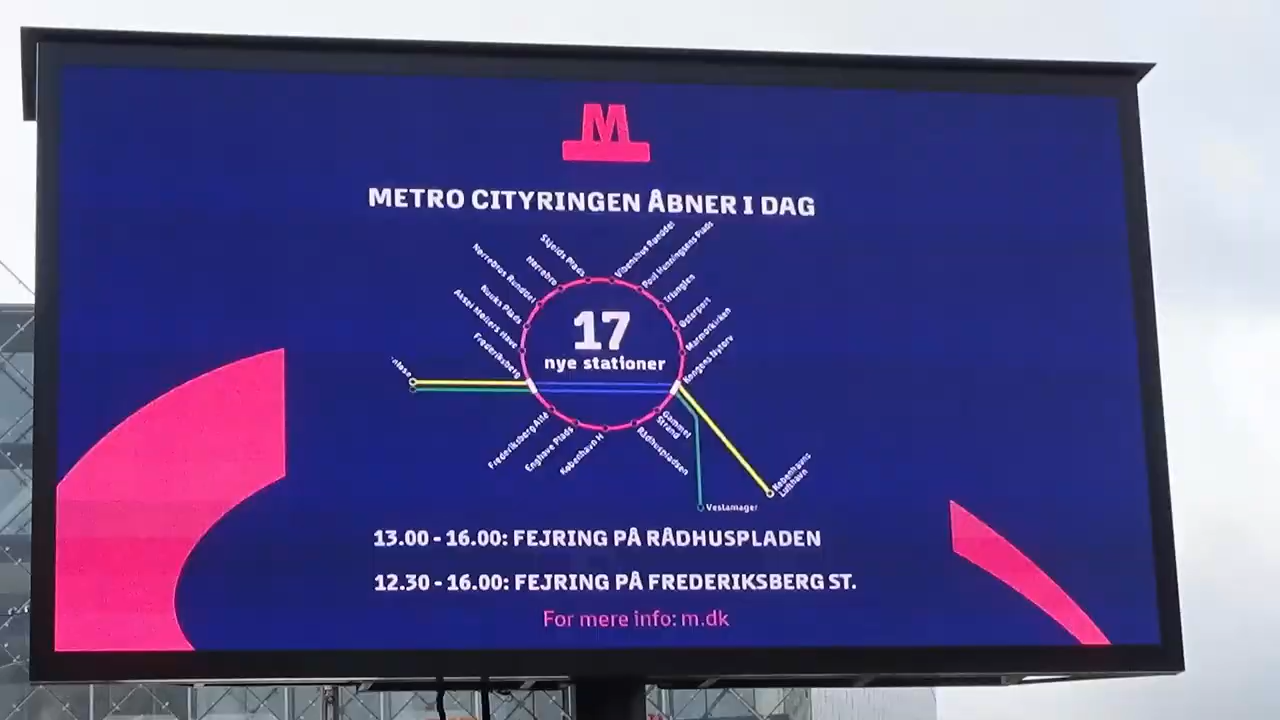 M
METRO CITYRINGEN ÅBNER I DAG
Skjolds Plads
Vibenshus Runddel
Nørrebro
Poul Henningsens Plads
Nørrebros Runddel
Trianglen
Nuuks Plads
Østerport
Aksel Møllers Have
Marmorkirken
Frederiksberg
Kongens Nytorv
17
nye stationer
Frederiksberg Allé
Enghave Plads
København H
Rådhuspladsen
Gammel
Strand
Københavns
Lufthavn
Vestamager
13.00 - 16.00: FEJRING PÅ RÅDHUSPLADEN
12.30 - 16.00: FEJRING PÅ FREDERIKSBERG ST.
For mere info: m.dk